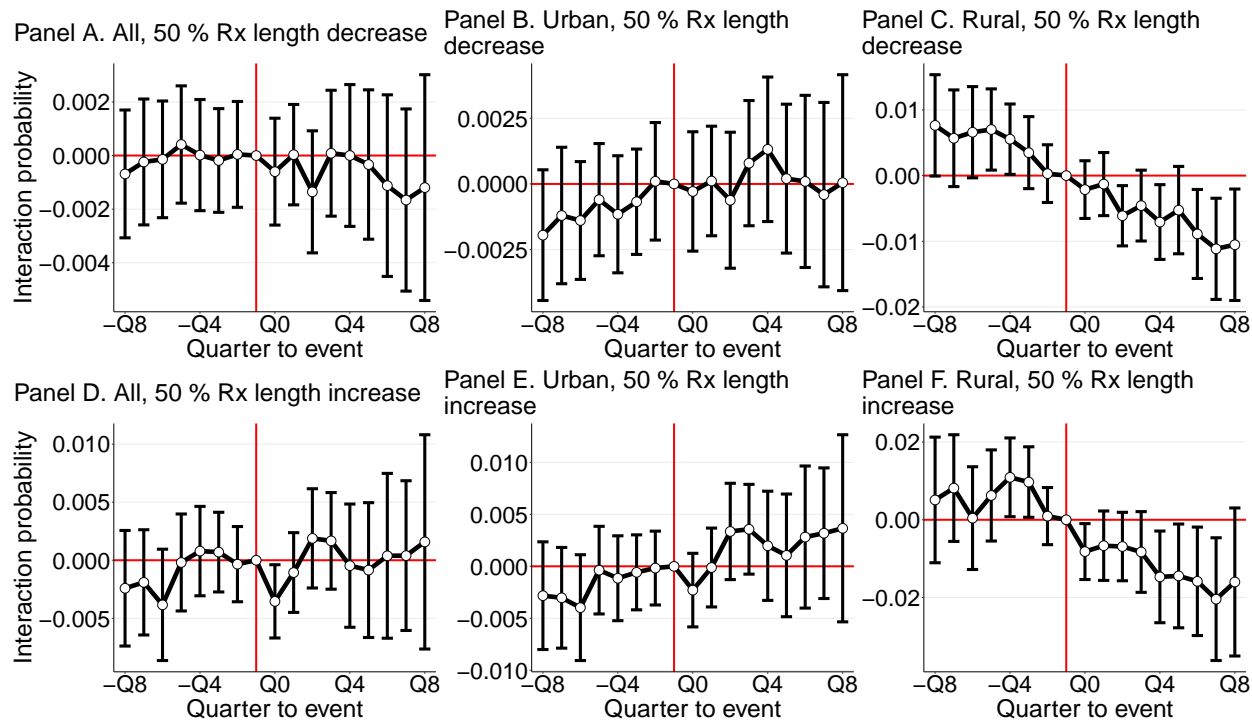 Panel A. All, 50 % Rx length decrease
Interaction probability
0.002
0.000
−0.002
−0.004
−Q8
−Q4
Q0
Q4
Q8
Quarter to event
Panel B. Urban, 50 % Rx length
decrease
0.0025
0.0000
−0.0025
−Q8
−Q4
Q0
Q4
Q8
Quarter to event
Panel C. Rural, 50 % Rx length
decrease
0.01
0.00
−0.01
−0.02
−Q8
−Q4
Q0
Q4
Q8
Quarter to event
Panel D. All, 50 % Rx length increase
Interaction probability
0.010
0.005
0.000
−0.005
−Q8
−Q4
Q0
Q4
Q8
Quarter to event
Panel E. Urban, 50 % Rx length
increase
0.010
0.005
0.000
−0.005
−0.010
−Q8
−Q4
Q0
Q4
Q8
Quarter to event
Panel F. Rural, 50 % Rx length
increase
0.02
0.00
−0.02
−Q8
−Q4
Q0
Q4
Q8
Quarter to event